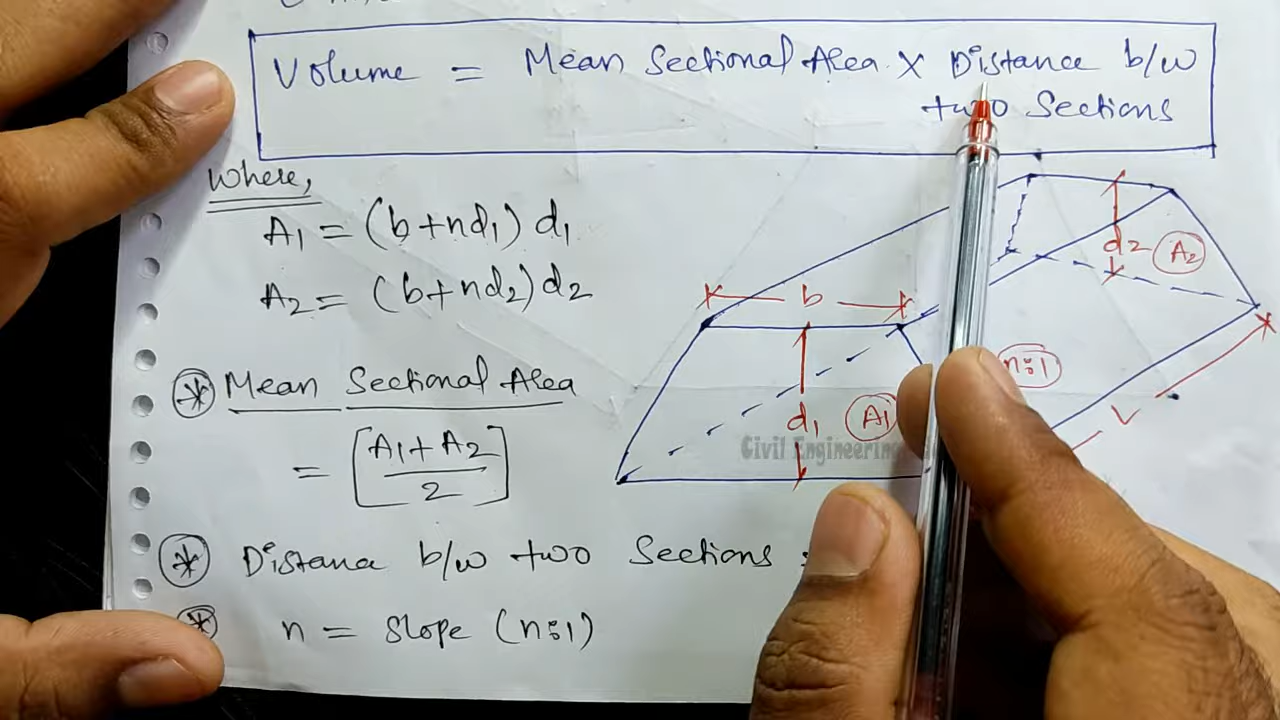 Volume = Mean Sectional Area × Distance b/w
two Sections
Where,
A₁ = (b+nd₁) d₁
A₂ = (b+nd₂) d₂
d₂ A₂
b
n:1
d₁ A₁
Civil Engineering
* Mean Sectional Area
= [A₁ + A₂ / 2]
* Distance b/w two Sections
* n = Slope (n:1)